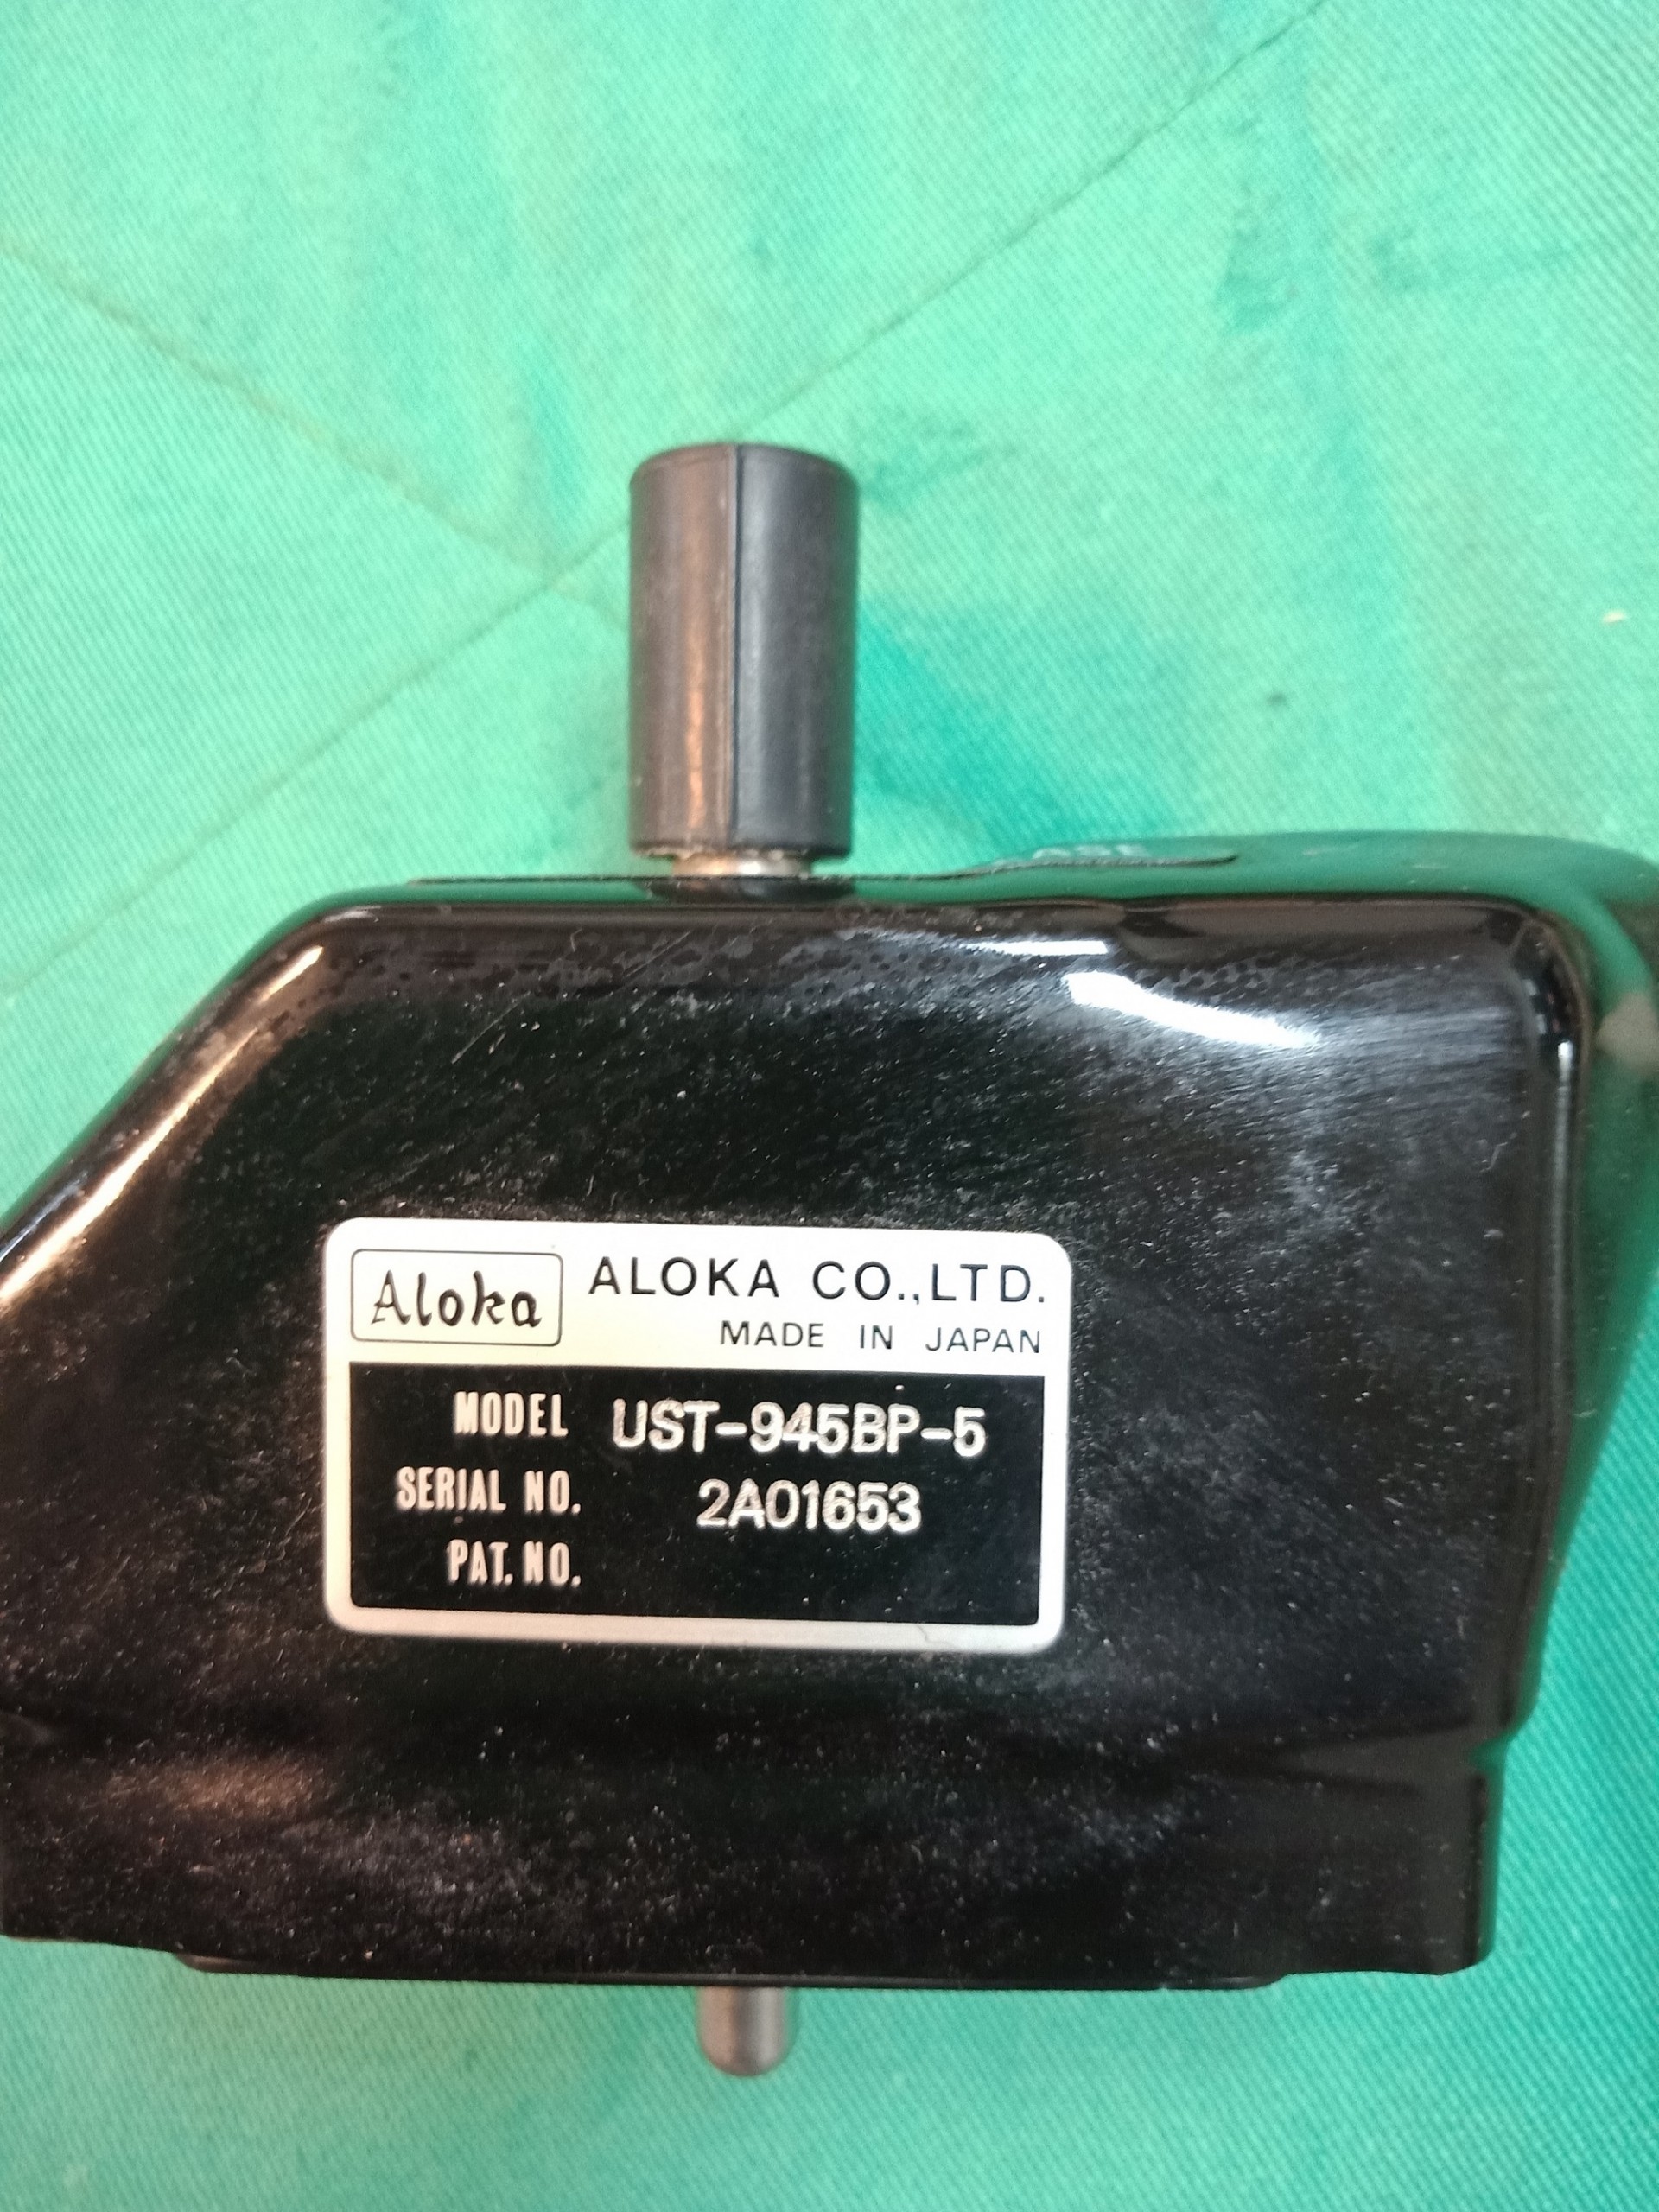 Aloka
ALOKA CO.,LTD.
MADE IN JAPAN
MODEL UST-945BP-5
SERIAL NO. 2A01653
PAT. NO.